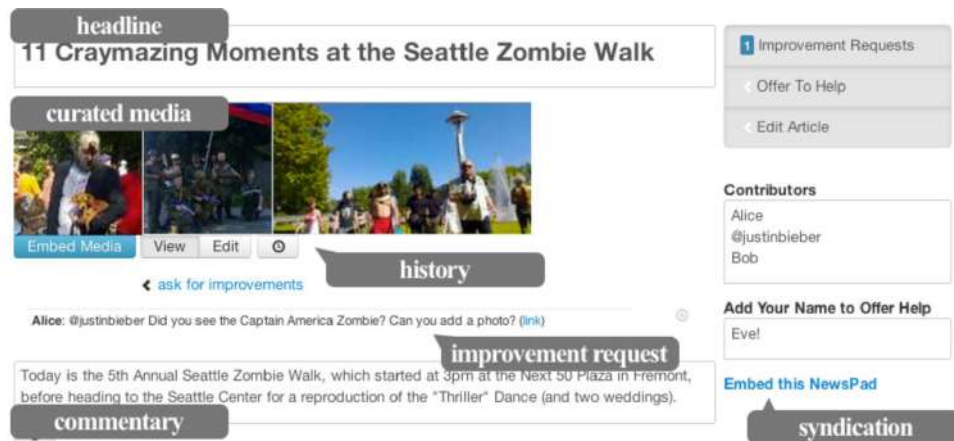 headline
11 Craymazing Moments at the Seattle Zombie Walk
curated media
Embed Media View Edit
history
ask for improvements
Alice: @justinbieber Did you see the Captain America Zombie? Can you add a photo? (link)
improvement request
Today is the 5th Annual Seattle Zombie Walk, which started at 3pm at the Next 50 Plaza in Fremont,
before heading to the Seattle Center for a reproduction of the "Thriller" Dance (and two weddings).
commentary
1 Improvement Requests
Offer To Help
Edit Article
Contributors
Alice
@justinbieber
Bob
Add Your Name to Offer Help
Eve!
Embed this NewsPad
syndication